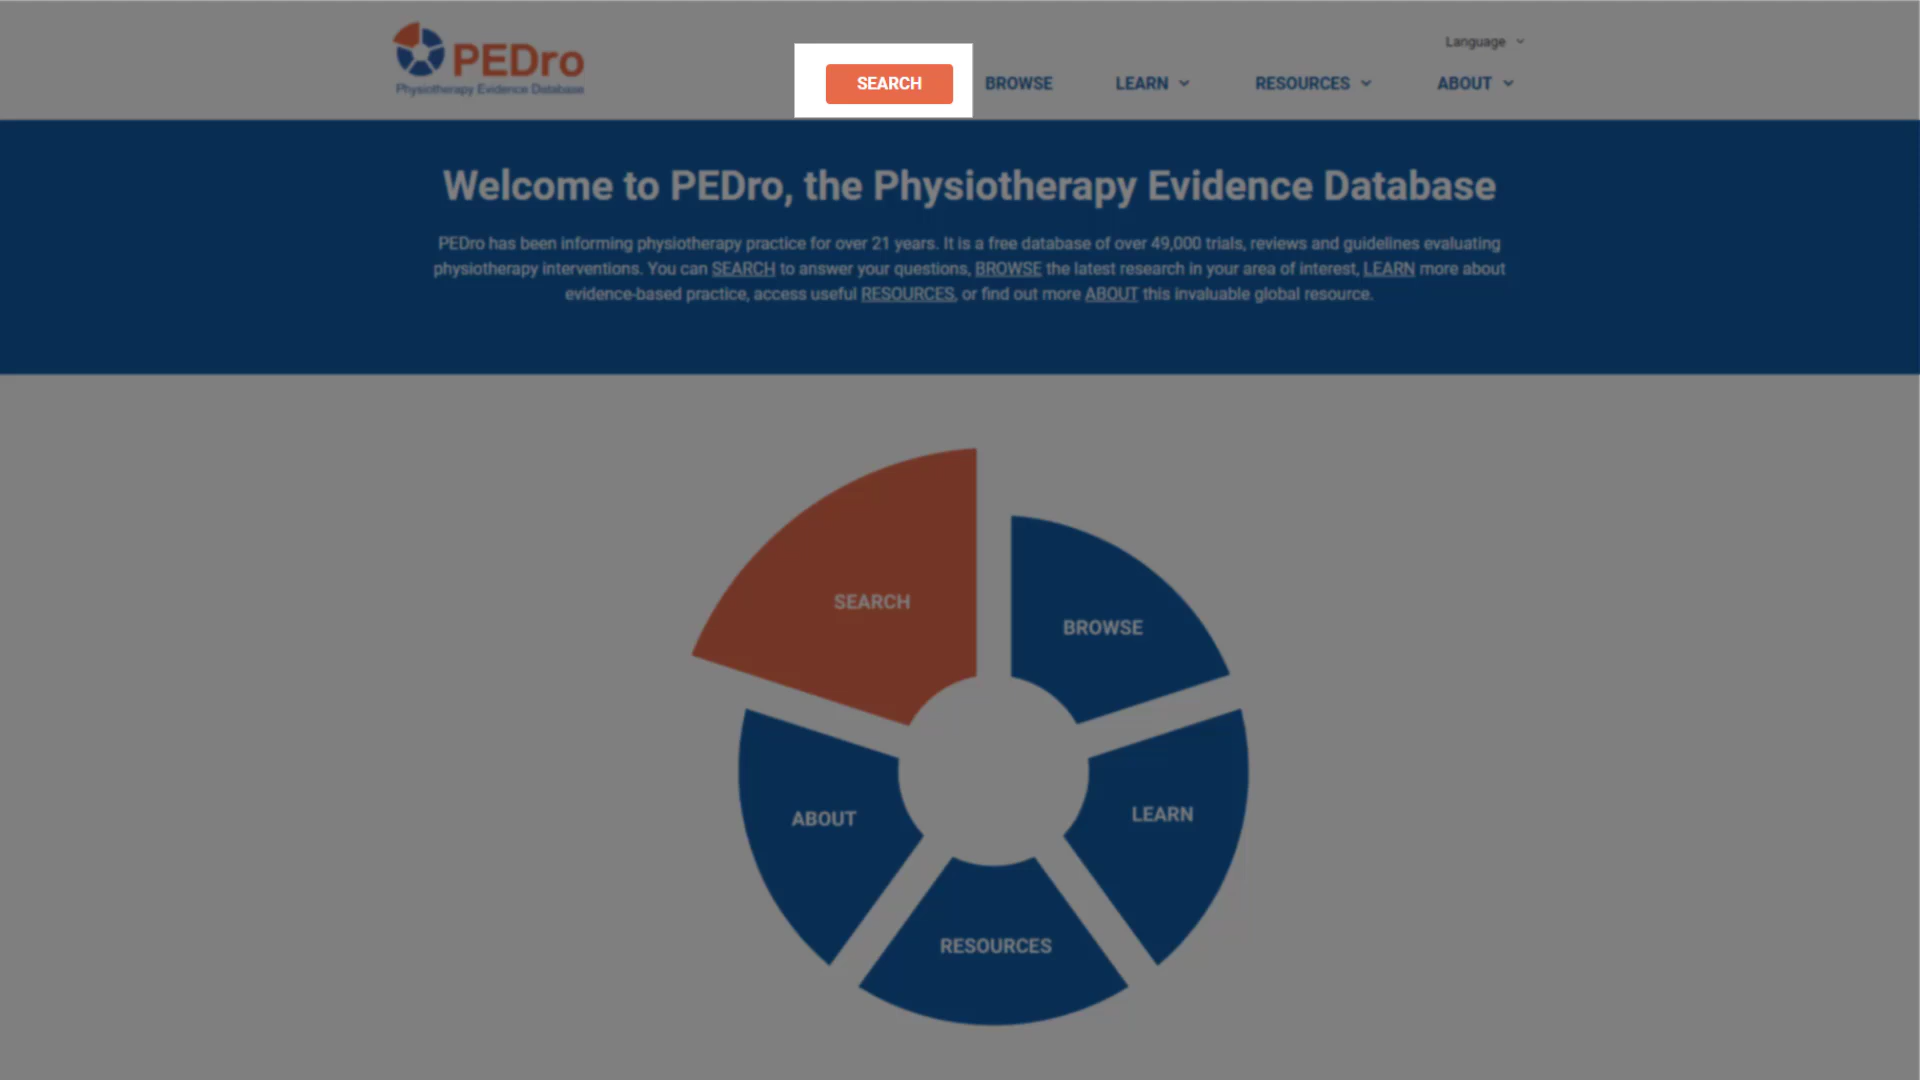 PEDro
Physiotherapy Evidence Database
Language
SEARCH
BROWSE
LEARN
RESOURCES
ABOUT
Welcome to PEDro, the Physiotherapy Evidence Database
PEDro has been informing physiotherapy practice for over 21 years. It is a free database of over 49,000 trials, reviews and guidelines evaluating
physiotherapy interventions. You can SEARCH to answer your questions, BROWSE the latest research in your area of interest, LEARN more about
evidence-based practice, access useful RESOURCES, or find out more ABOUT this invaluable global resource.
SEARCH
BROWSE
LEARN
ABOUT
RESOURCES